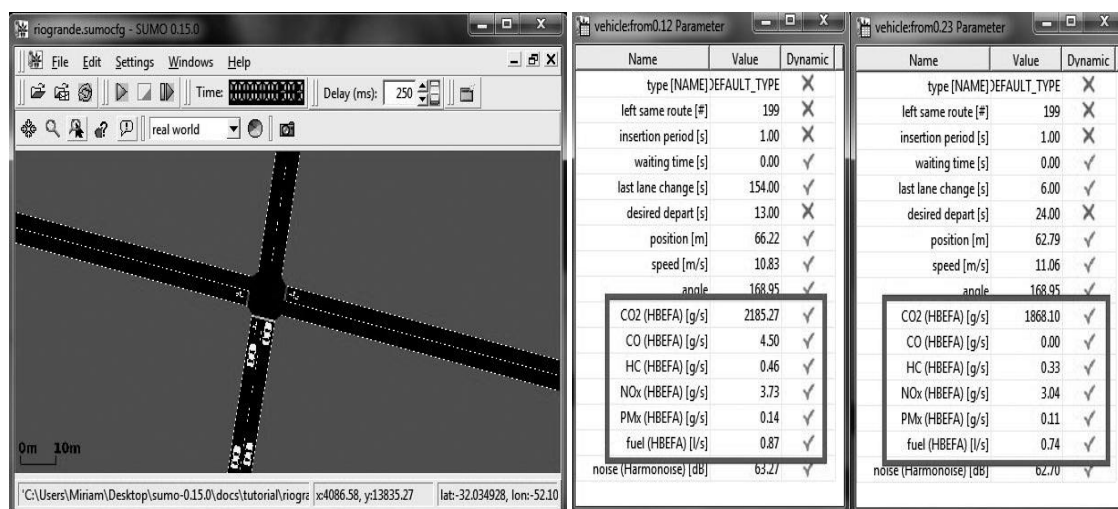 riogrande.sumocfg - SUMO 0.15.0
File Edit Settings Windows Help
Time:
Delay (ms): 250
real world
0m 10m
'C:\Users\Miriam\Desktop\sumo-0.15.0\docs\tutorial\riogra x:4086.58, y:13835.27 lat:-32.034928, lon:-52.10
vehicle:from0.12 Parameter
Name Value Dynamic
type [NAME] DEFAULT_TYPE
left same route [#] 199
insertion period [s] 1.00
waiting time [s] 0.00
last lane change [s] 154.00
desired depart [s] 13.00
position [m] 66.22
speed [m/s] 10.83
angle 168.95
CO2 (HBEFA) [g/s] 2185.27
CO (HBEFA) [g/s] 4.50
HC (HBEFA) [g/s] 0.46
NOx (HBEFA) [g/s] 3.73
PMx (HBEFA) [g/s] 0.14
fuel (HBEFA) [l/s] 0.87
noise (Harmonoise) [dB] 63.27
vehicle:from0.23 Parameter
Name Value Dynamic
type [NAME] DEFAULT_TYPE
left same route [#] 199
insertion period [s] 1.00
waiting time [s] 0.00
last lane change [s] 6.00
desired depart [s] 24.00
position [m] 62.79
speed [m/s] 11.06
angle 168.95
CO2 (HBEFA) [g/s] 1868.10
CO (HBEFA) [g/s] 0.00
HC (HBEFA) [g/s] 0.33
NOx (HBEFA) [g/s] 3.04
PMx (HBEFA) [g/s] 0.11
fuel (HBEFA) [l/s] 0.74
noise (Harmonoise) [dB] 62.70